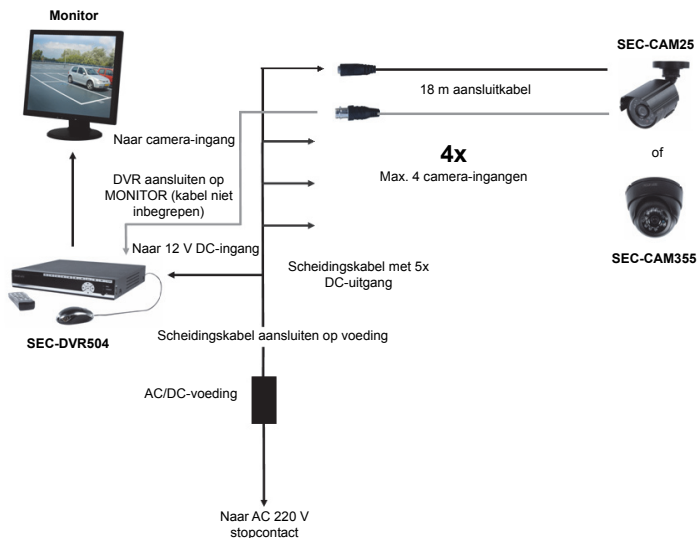 Monitor
SEC-CAM25
18 m aansluitkabel
Naar camera-ingang
4x
of
Max. 4 camera-ingangen
DVR aansluiten op
MONITOR (kabel niet
inbegrepen)
Naar 12 V DC-ingang
SEC-CAM355
Scheidingskabel met 5x
DC-uitgang
SEC-DVR504
Scheidingskabel aansluiten op voeding
AC/DC-voeding
Naar AC 220 V
stopcontact